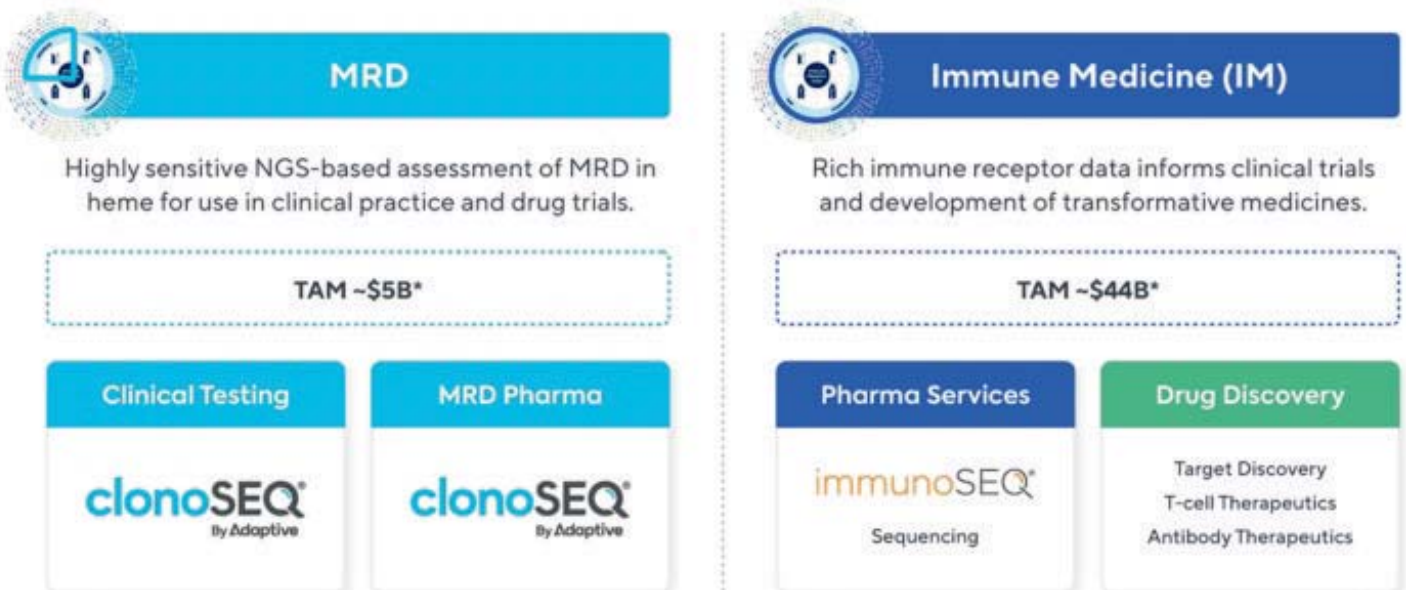 MRD
Highly sensitive NGS-based assessment of MRD in
heme for use in clinical practice and drug trials.
TAM ~$5B*
Clinical Testing
clonoSEQ®
By Adaptive
MRD Pharma
clonoSEQ®
By Adaptive
Immune Medicine (IM)
Rich immune receptor data informs clinical trials
and development of transformative medicines.
TAM ~$44B*
Pharma Services
immunoSEQ®
Sequencing
Drug Discovery
Target Discovery
T-cell Therapeutics
Antibody Therapeutics